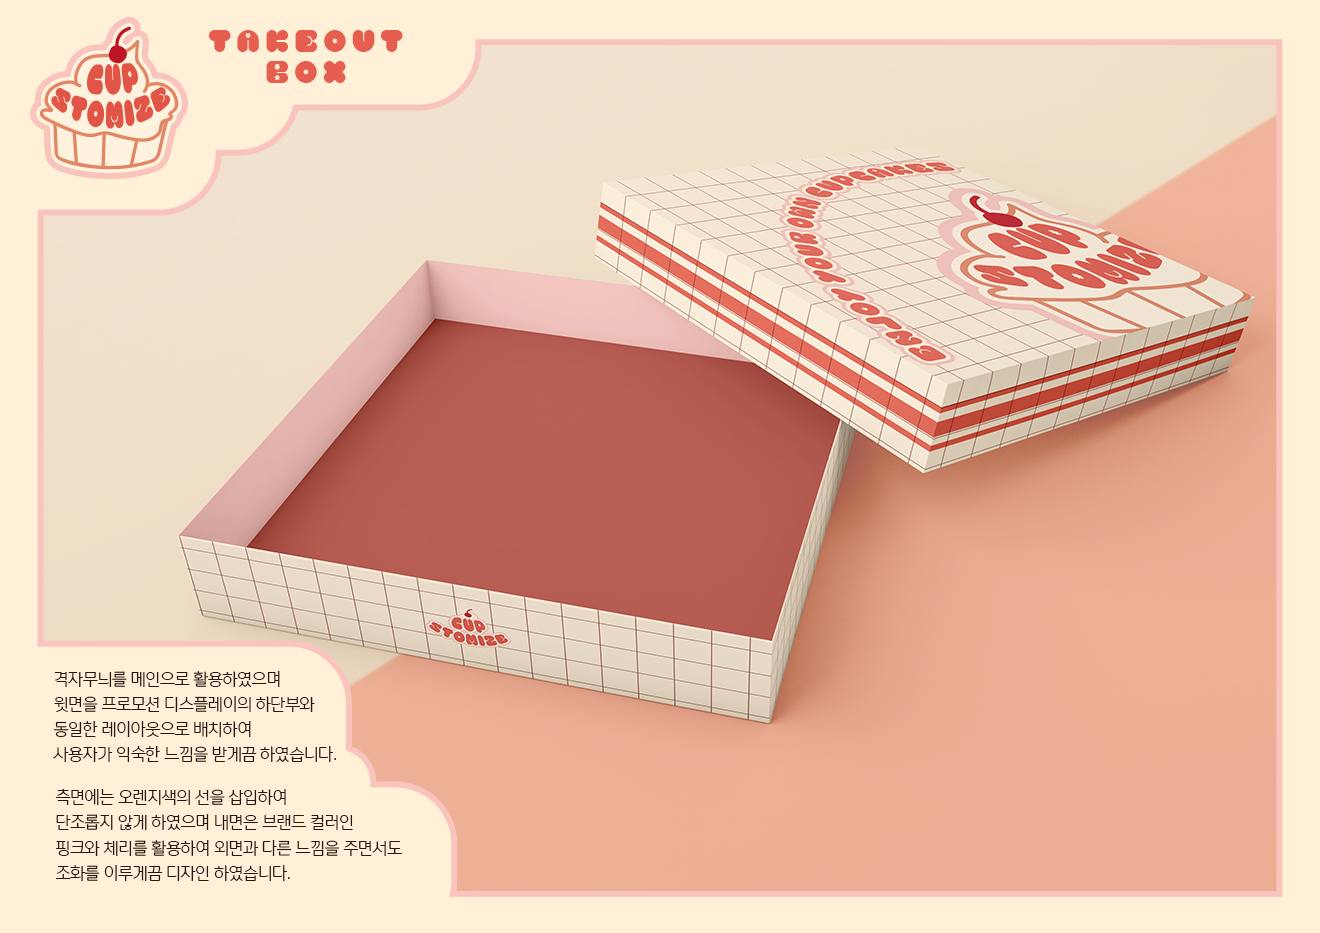 CUP
STOMIZE
TAKEOUT
BOX
ENJOY YOUR OWN CUPCAKES
CUP
STOMIZ
CUP
STOMIZE
격자무늬를 메인으로 활용하였으며
윗면을 프로모션 디스플레이의 하단부와
동일한 레이아웃으로 배치하여
사용자가 익숙한 느낌을 받게끔 하였습니다.
측면에는 오렌지색의 선을 삽입하여
단조롭지 않게 하였으며 내면은 브랜드 컬러인
핑크와 체리를 활용하여 외면과 다른 느낌을 주면서도
조화를 이루게끔 디자인 하였습니다.